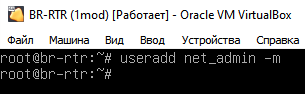 BR-RTR (1mod) [Работает] - Oracle VM VirtualBox
Файл Машина Вид Ввод Устройства Справка
root@br-rtr:~# useradd net_admin -m
root@br-rtr:~#